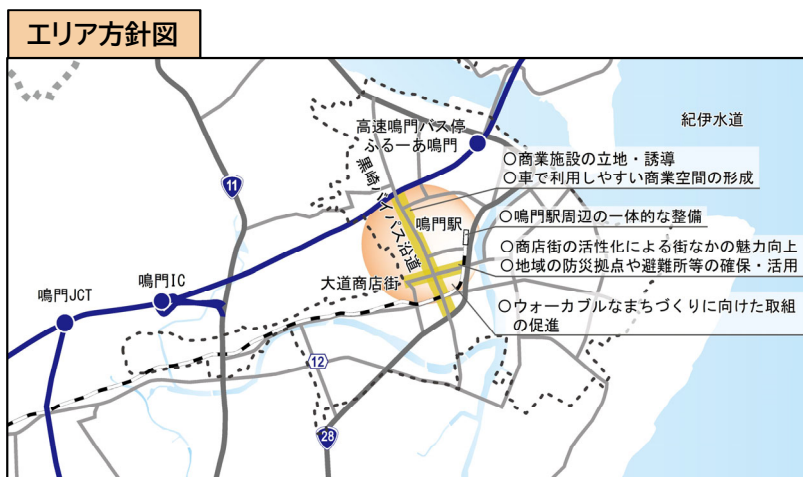 エリア方針図
紀伊水道
高速鳴門バス停
ふるーあ鳴門
11
黒崎バイパス沿道
○商業施設の立地・誘導
○車で利用しやすい商業空間の形成
鳴門駅
○鳴門駅周辺の一体的な整備
○商店街の活性化による街なかの魅力向上
○地域の防災拠点や避難所等の確保・活用
大道商店街
鳴門IC
鳴門JCT
○ウォーカブルなまちづくりに向けた取組
の促進
12
28